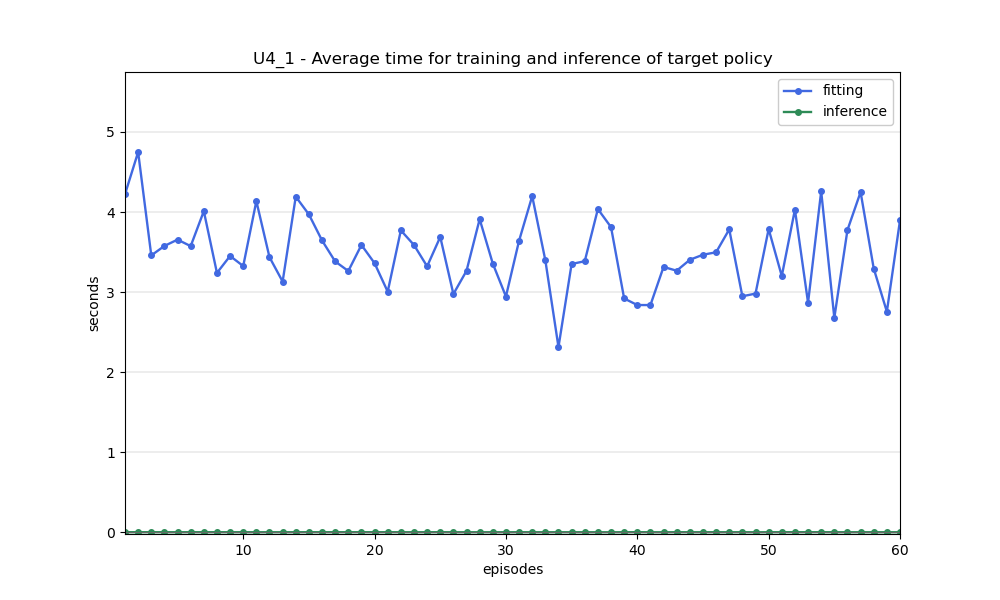 U4_1 - Average time for training and inference of target policy
fitting
inference
5
4
3
2
1
0
seconds
10 20 30 40 50 60
episodes